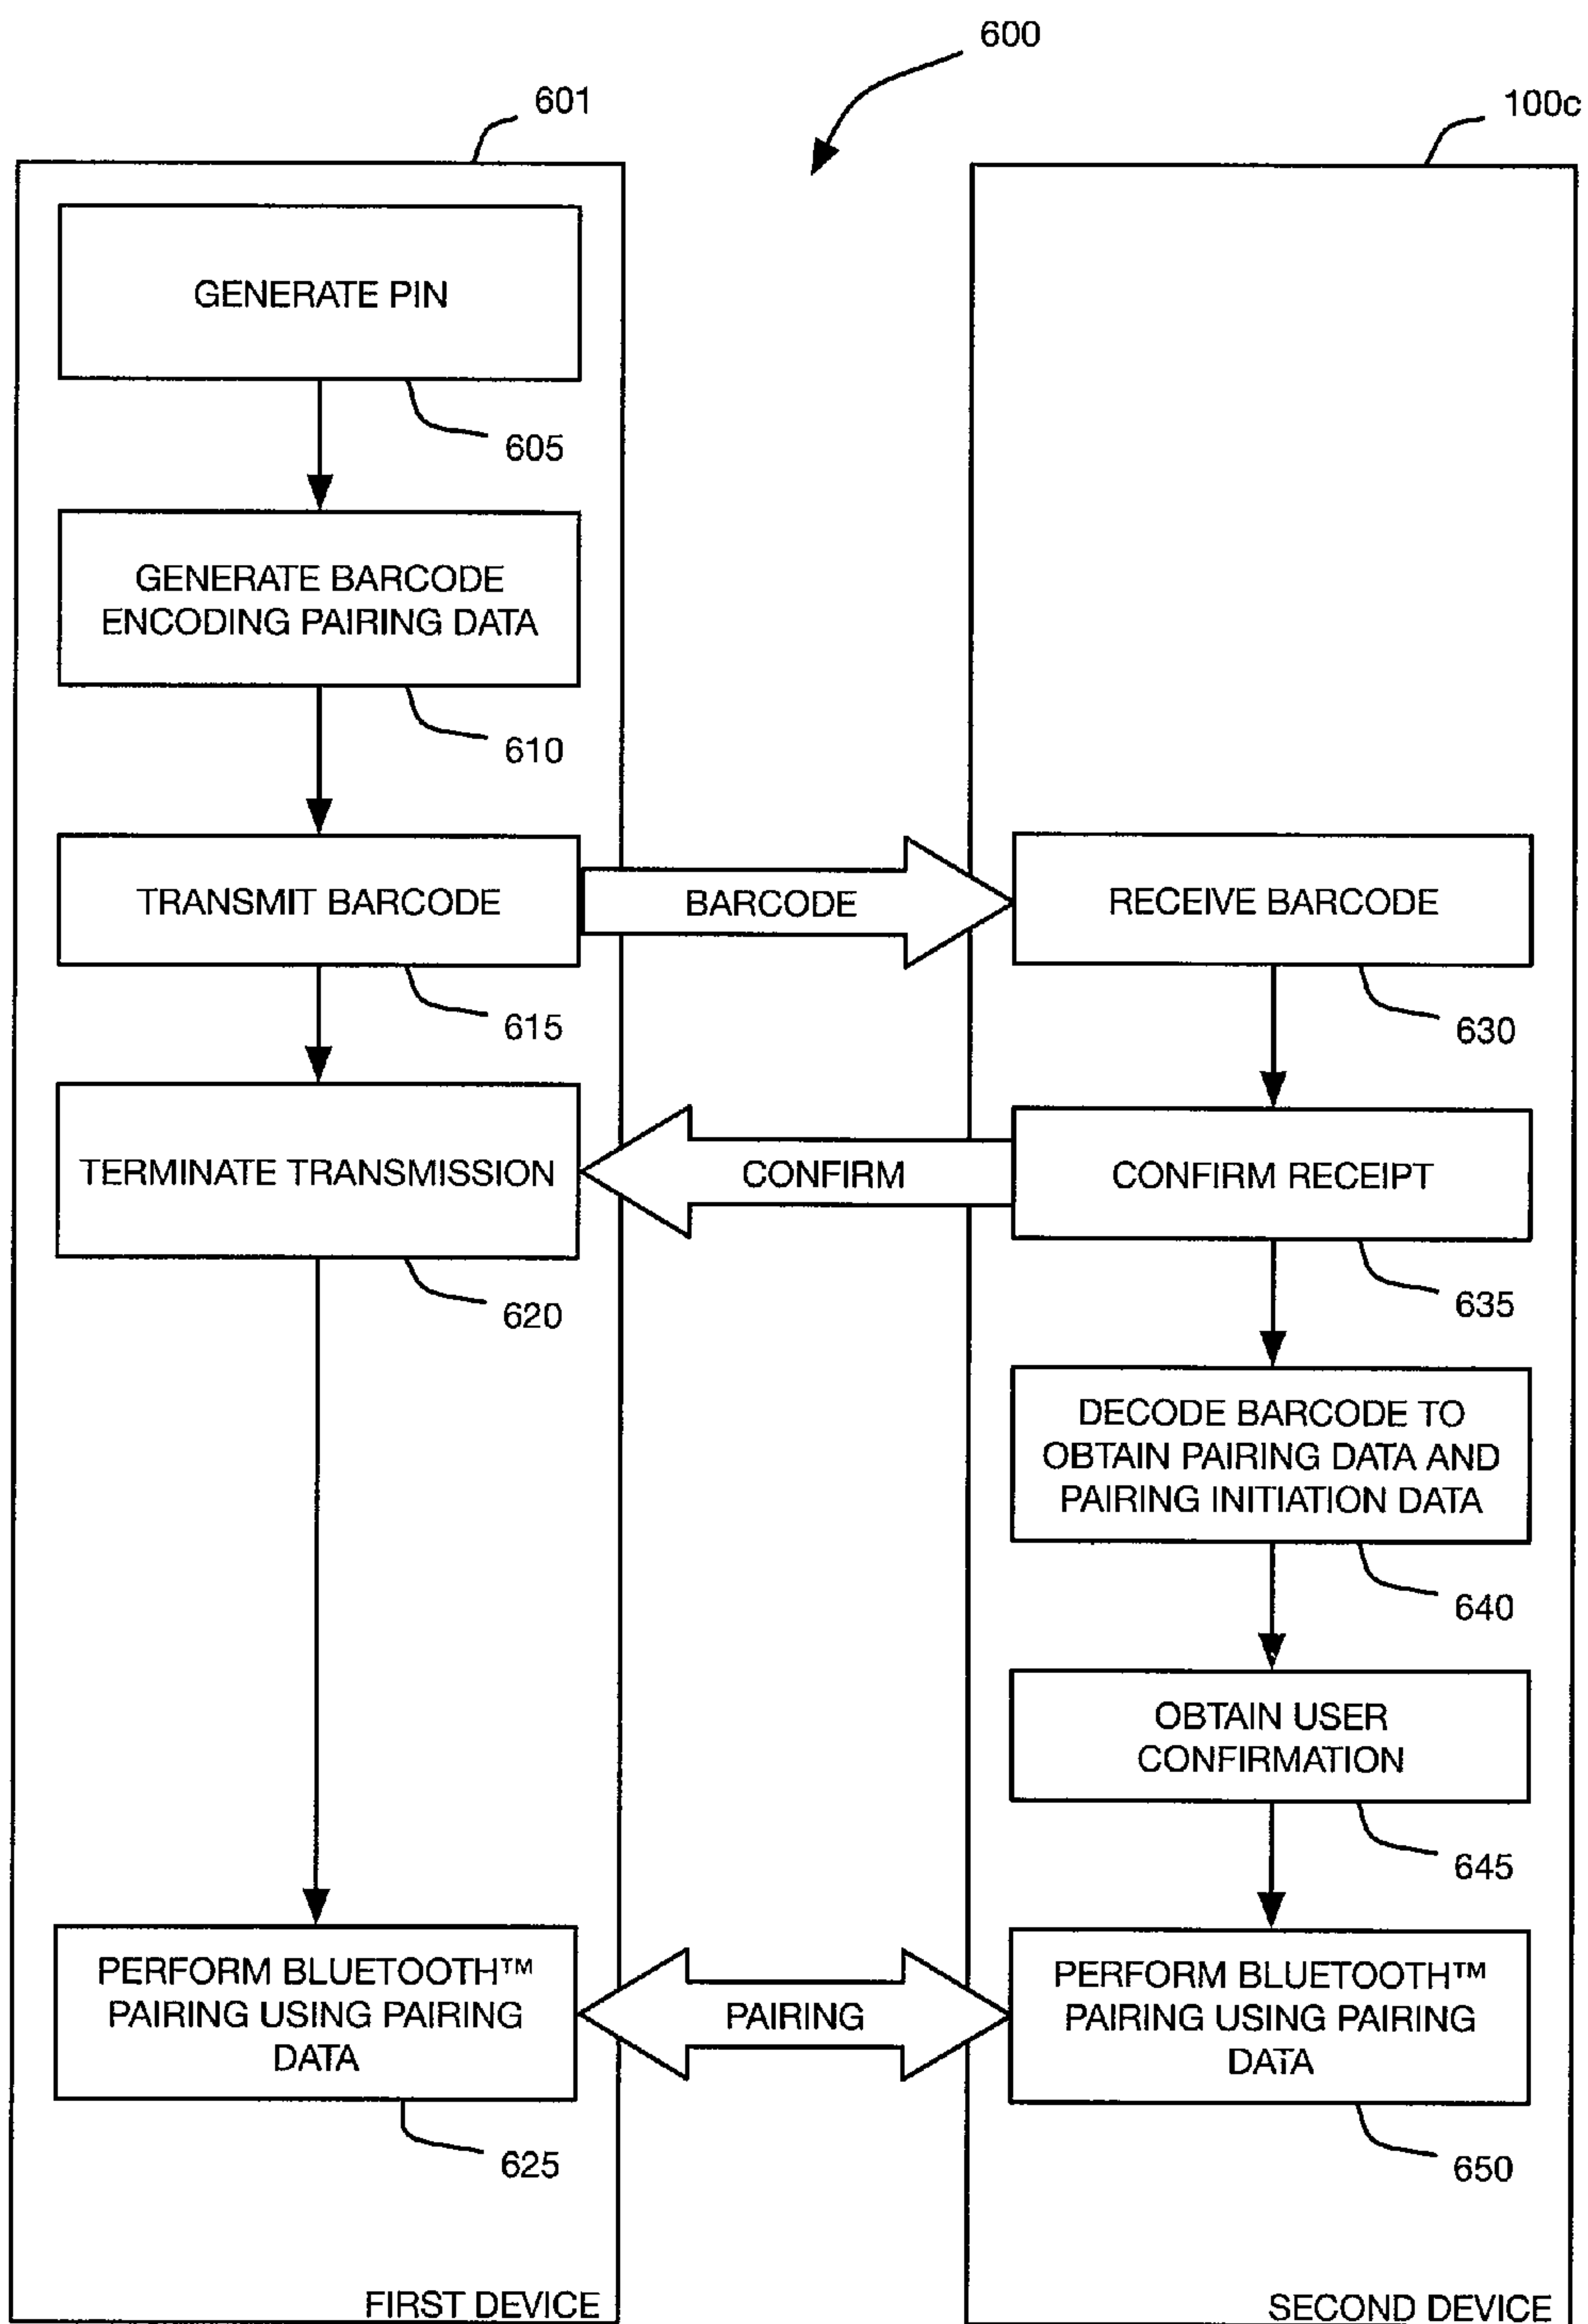 600
601
100c
GENERATE PIN
605
GENERATE BARCODE
ENCODING PAIRING DATA
610
TRANSMIT BARCODE
BARCODE
RECEIVE BARCODE
615
630
TERMINATE TRANSMISSION
CONFIRM
CONFIRM RECEIPT
620
635
DECODE BARCODE TO
OBTAIN PAIRING DATA AND
PAIRING INITIATION DATA
640
OBTAIN USER
CONFIRMATION
645
PERFORM BLUETOOTH™
PAIRING USING PAIRING
DATA
PAIRING
PERFORM BLUETOOTH™
PAIRING USING PAIRING
DATA
625
650
FIRST DEVICE
SECOND DEVICE